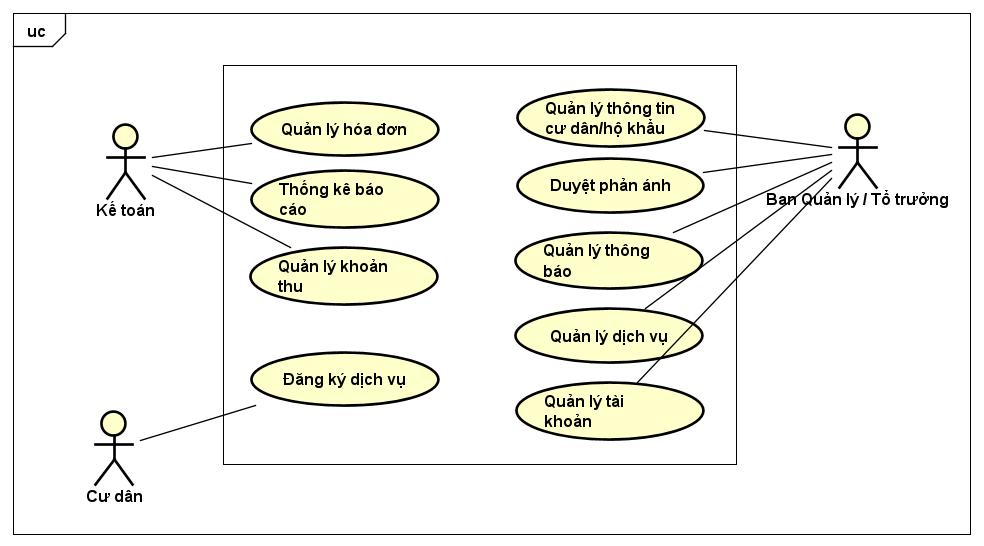 uc
Kế toán
Quản lý hóa đơn
Thống kê báo
cáo
Quản lý khoản
thu
Đăng ký dịch vụ
Cư dân
Quản lý thông tin
cư dân/hộ khẩu
Duyệt phản ánh
Quản lý thông
báo
Quản lý dịch vụ
Quản lý tài
khoản
Ban Quản lý / Tổ trưởng